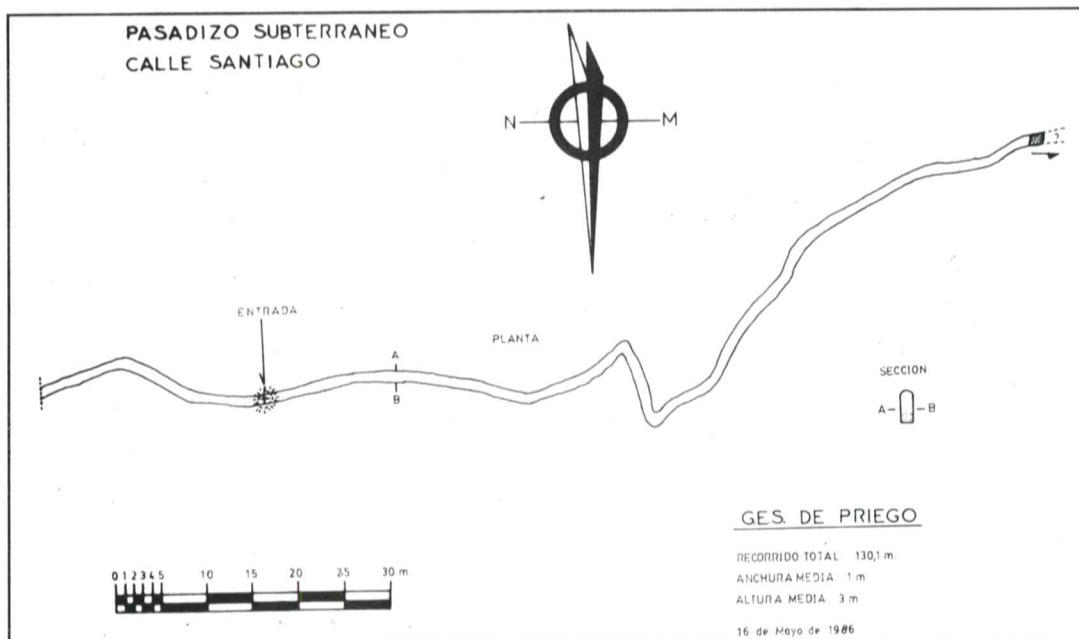 PASADIZO SUBTERRANEO
CALLE SANTIAGO
N
M
?
ENTRADA
A
B
PLANTA
SECCION
A
B
0 1 2 3 4 5 10 15 20 25 30 m
G.E.S. DE PRIEGO
RECORRIDO TOTAL: 130,1 m.
ANCHURA MEDIA: 1 m
ALTURA MEDIA: 3 m
16 de Mayo de 1986